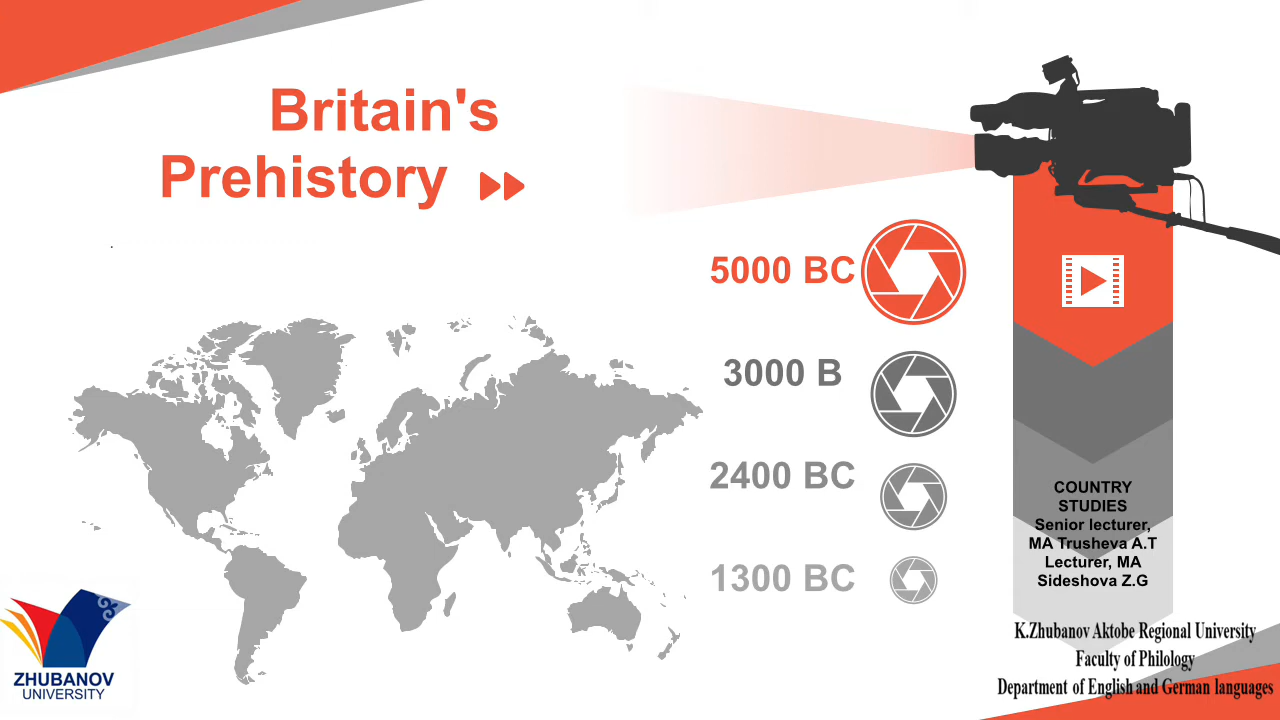 Britain's
Prehistory
5000 BC
3000 B
2400 BC
1300 BC
COUNTRY
STUDIES
Senior lecturer,
MA Trusheva A.T
Lecturer, MA
Sideshova Z.G
K.Zhubanov Aktobe Regional University
Faculty of Philology
Department of English and German languages
ZHUBANOV
UNIVERSITY